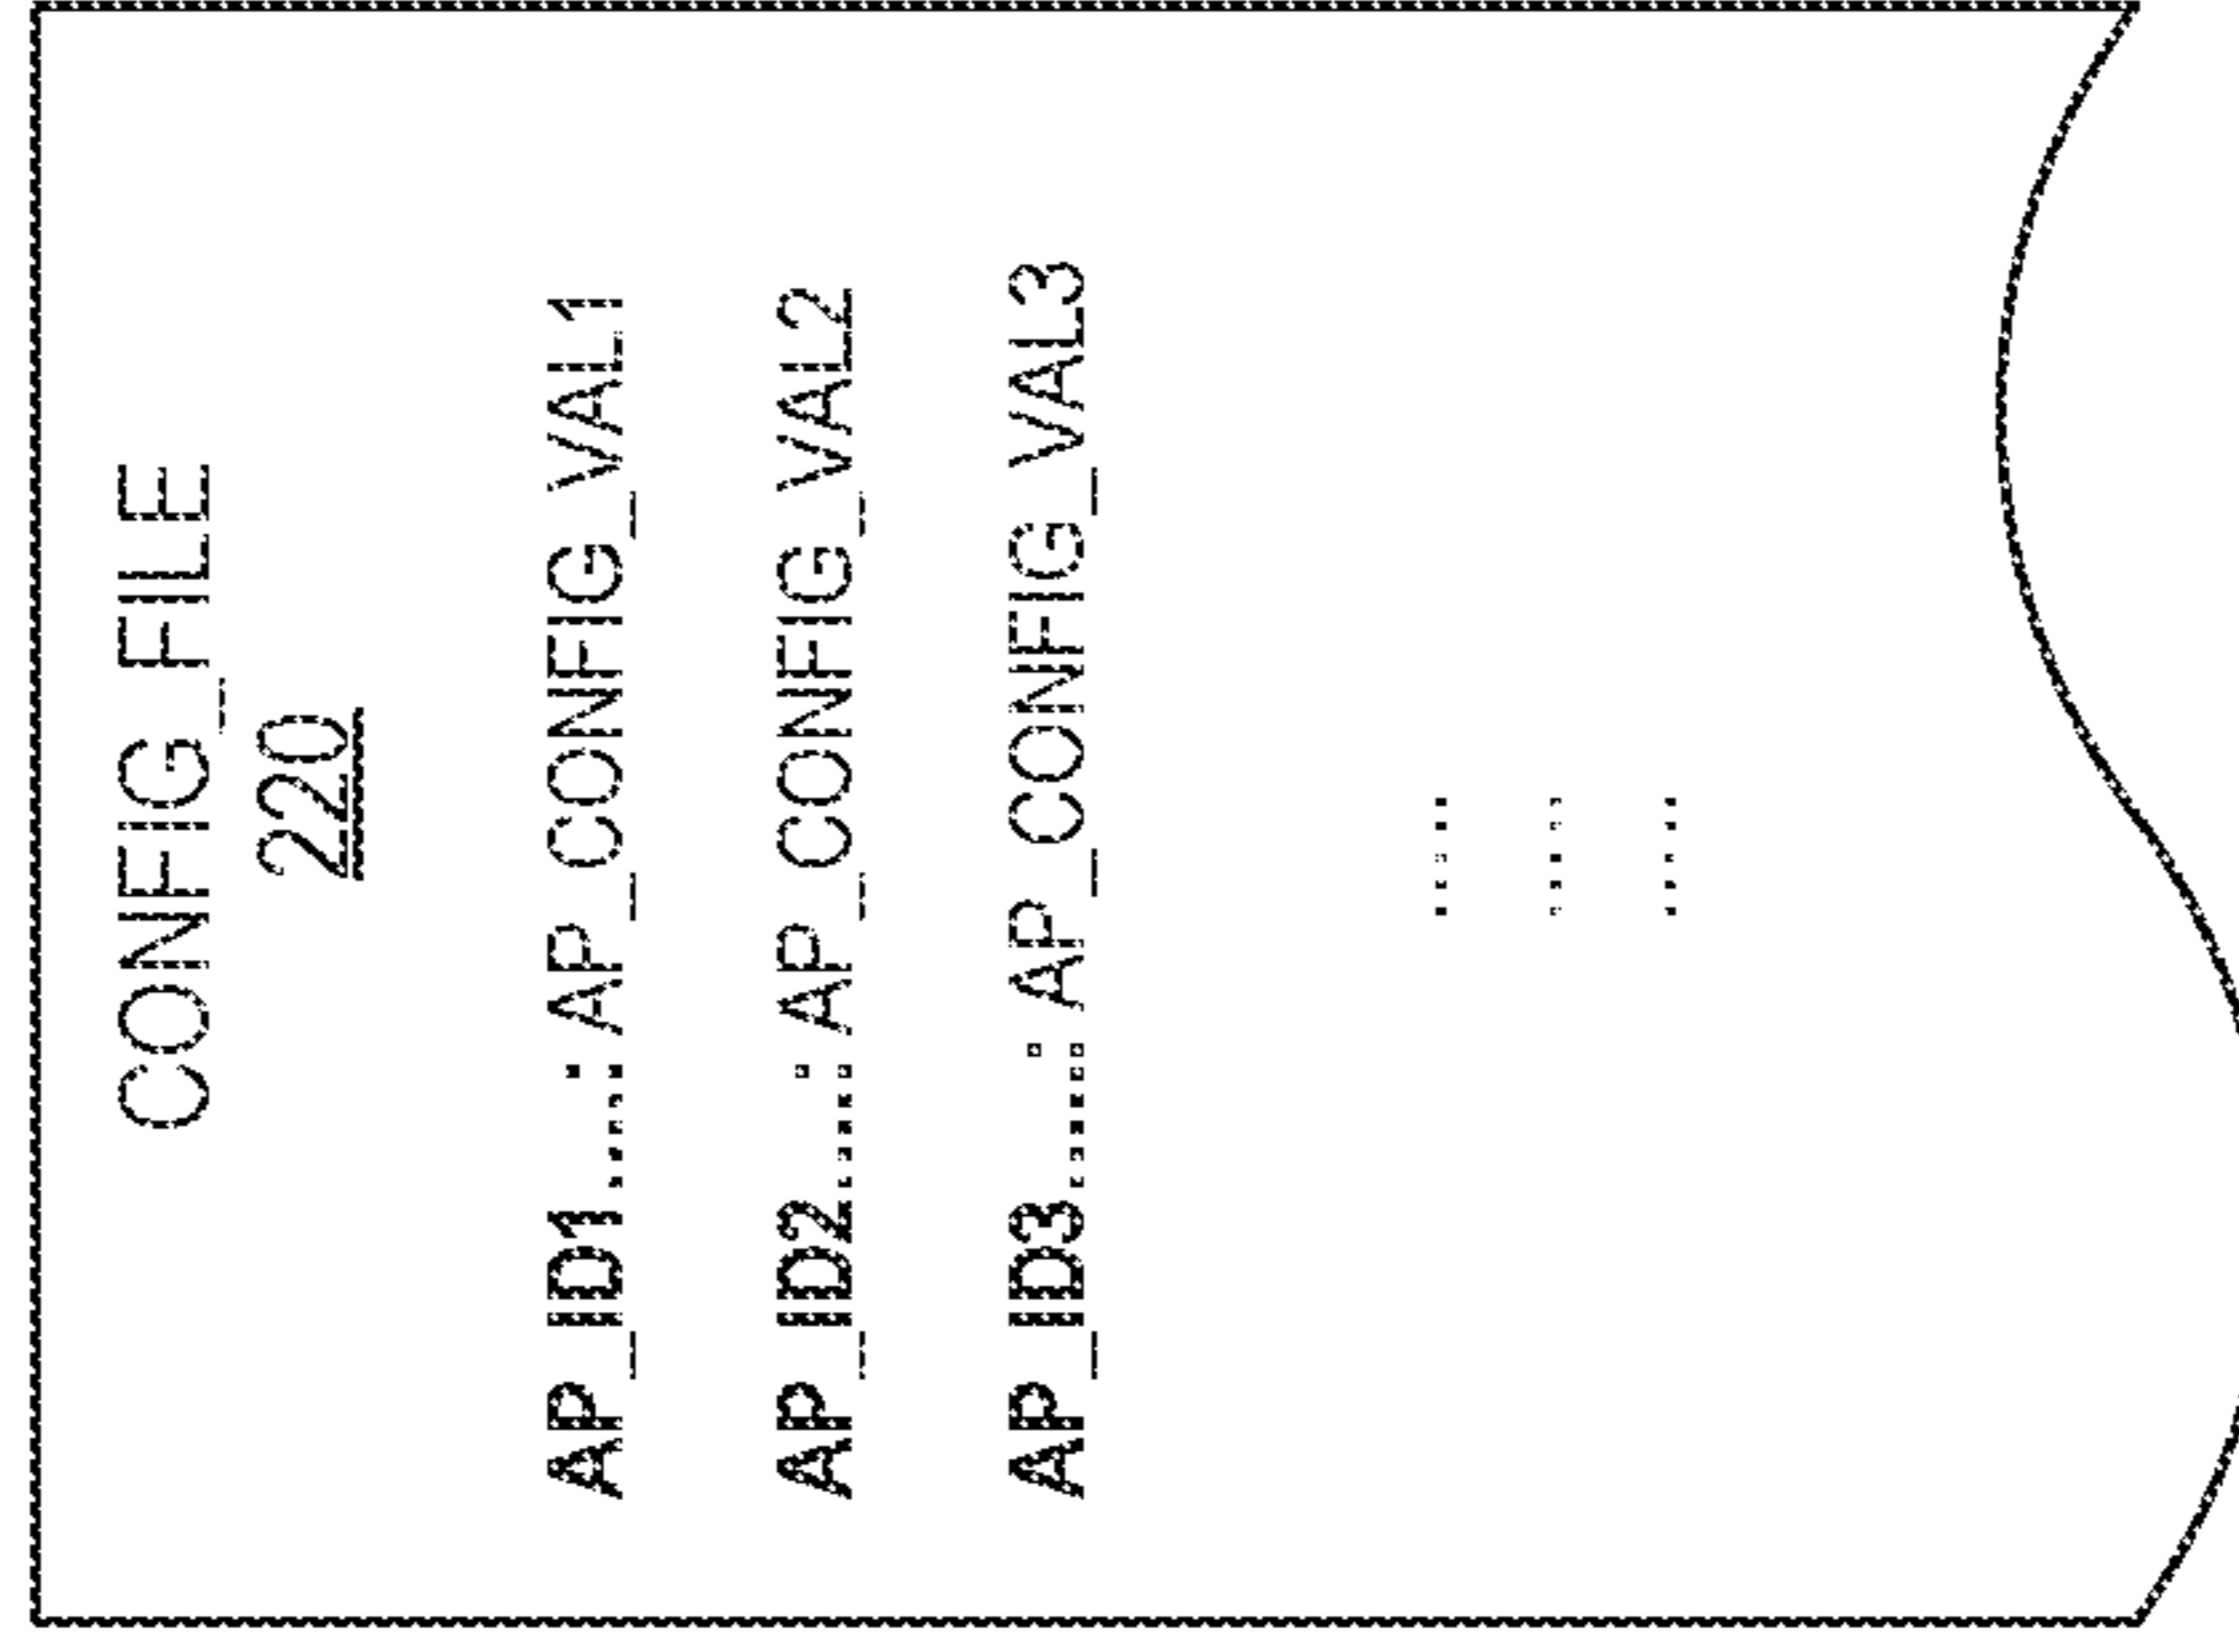 CONFIG_FILE
220
AP_ID1....: AP_CONFIG_VAL1
AP_ID2....: AP_CONFIG_VAL2
AP_ID3.....: AP_CONFIG_VAL3
.....
.....
.....